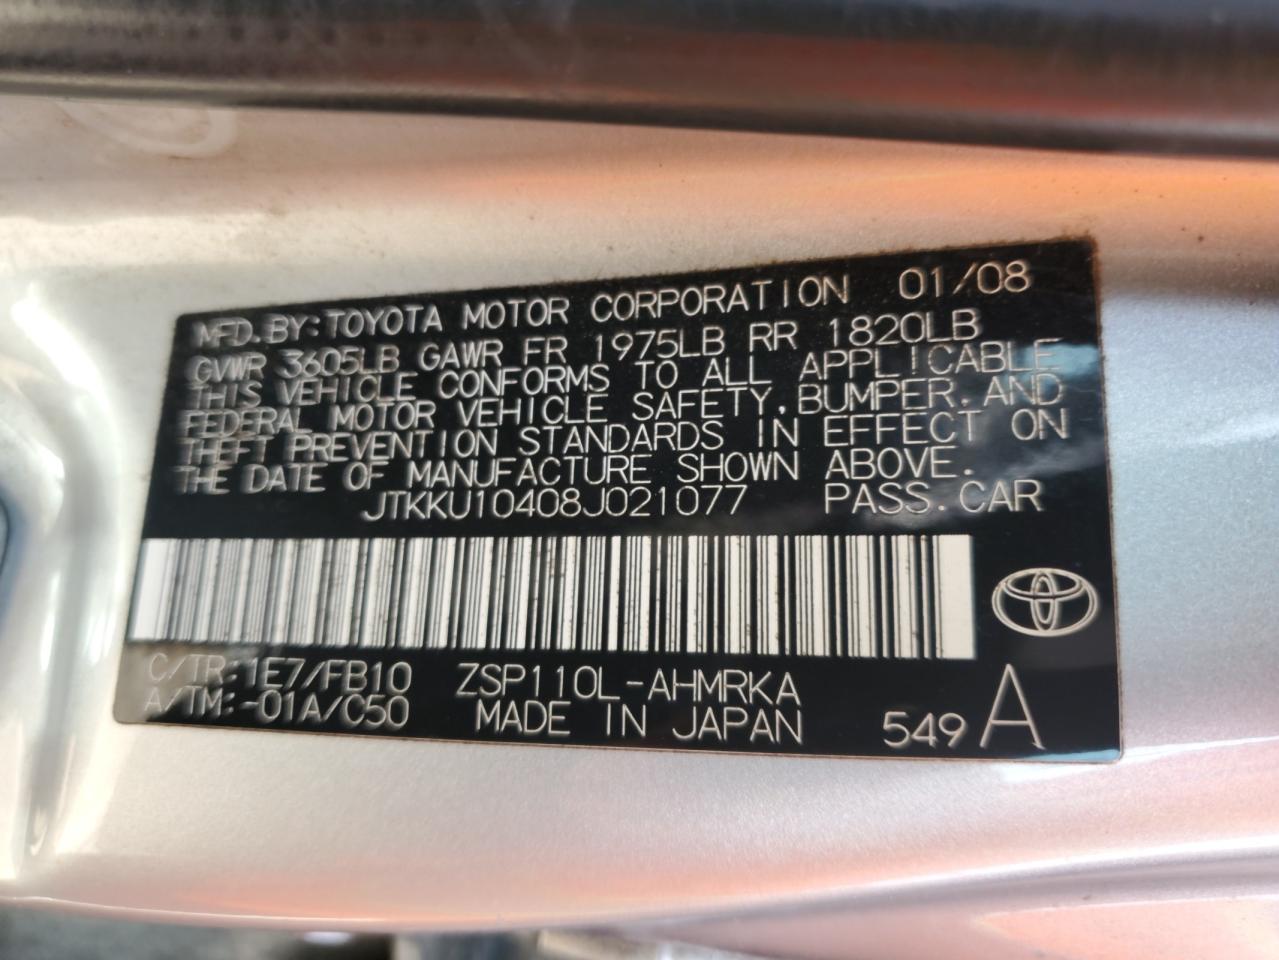 MFD.BY:TOYOTA MOTOR CORPORATION 01/08
GVWR 3605LB GAWR FR 1975LB RR 1820LB
THIS VEHICLE CONFORMS TO ALL APPLICABLE
FEDERAL MOTOR VEHICLE SAFETY,BUMPER,AND
THEFT PREVENTION STANDARDS IN EFFECT ON
THE DATE OF MANUFACTURE SHOWN ABOVE.
JTKKU10408J021077 PASS.CAR
C/TR:1E7/FB10 ZSP110L-AHMRKA
A/TM:-01A/C50 MADE IN JAPAN 549 A